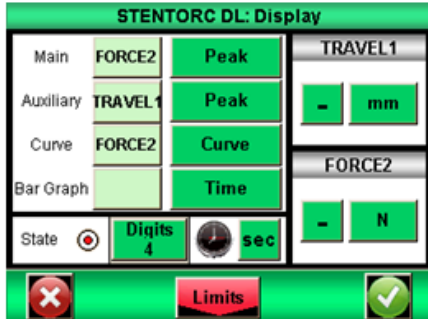 STENTORC DL: Display
Main FORCE2 Peak
Auxiliary TRAVEL1 Peak
Curve FORCE2 Curve
Bar Graph Time
State Digits 4 sec
TRAVEL1
- mm
FORCE2
- N
Limits